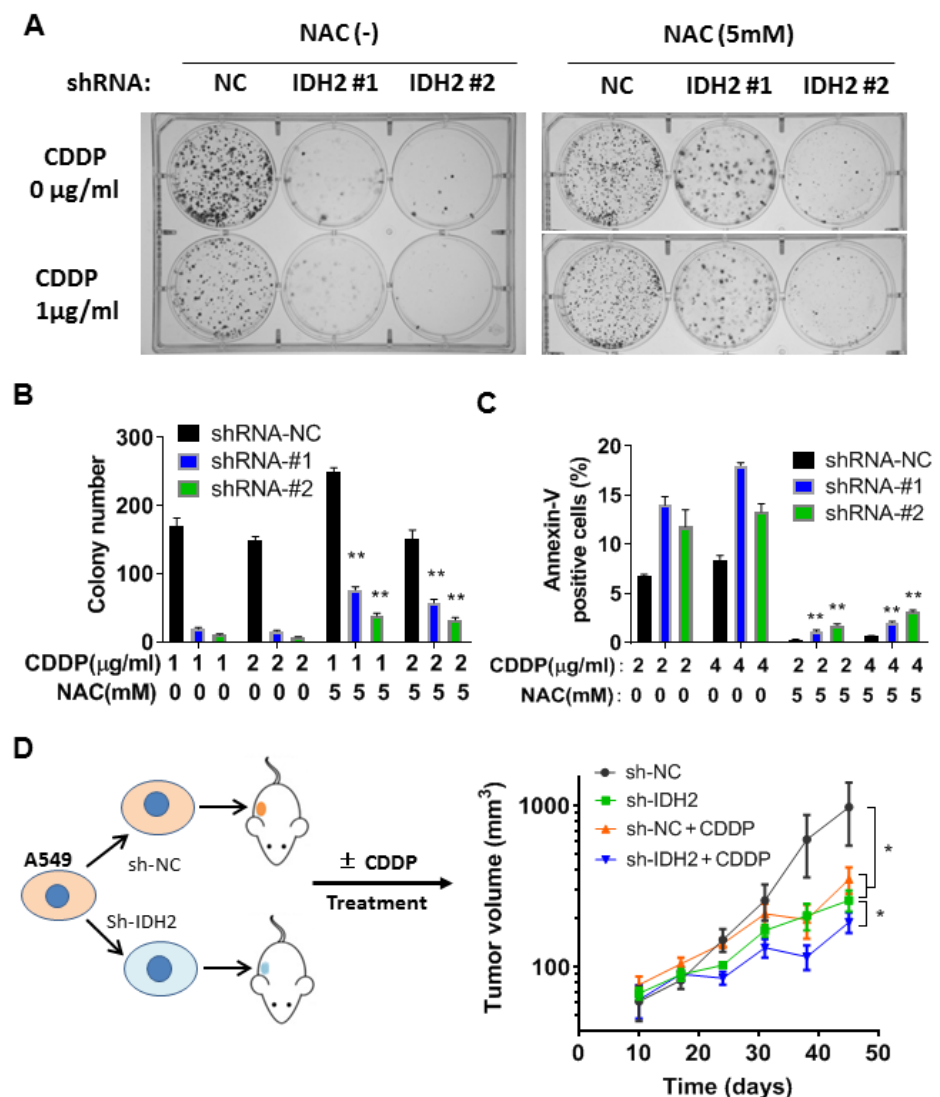 A
NAC (-) NAC (5mM)
shRNA: NC IDH2 #1 IDH2 #2 NC IDH2 #1 IDH2 #2
CDDP
0 µg/ml
CDDP
1µg/ml
B
shRNA-NC
shRNA-#1
shRNA-#2
Colony number
300
200
100
0
** ** ** **
CDDP(μg/ml) 1 1 1 2 2 2 1 1 1 2 2 2
NAC(mM) 0 0 0 0 0 0 5 5 5 5 5 5
C
shRNA-NC
shRNA-#1
shRNA-#2
Annexin-V
positive cells (%)
20
15
10
5
0
** ** ** **
CDDP(μg/ml) : 2 2 2 4 4 4 2 2 2 4 4 4
NAC(mM) : 0 0 0 0 0 0 5 5 5 5 5 5
D
A549
sh-NC
Sh-IDH2
± CDDP
Treatment
sh-NC
sh-IDH2
sh-NC + CDDP
sh-IDH2 + CDDP
Tumor volume (mm³)
1000
100
*
*
0 10 20 30 40 50
Time (days)